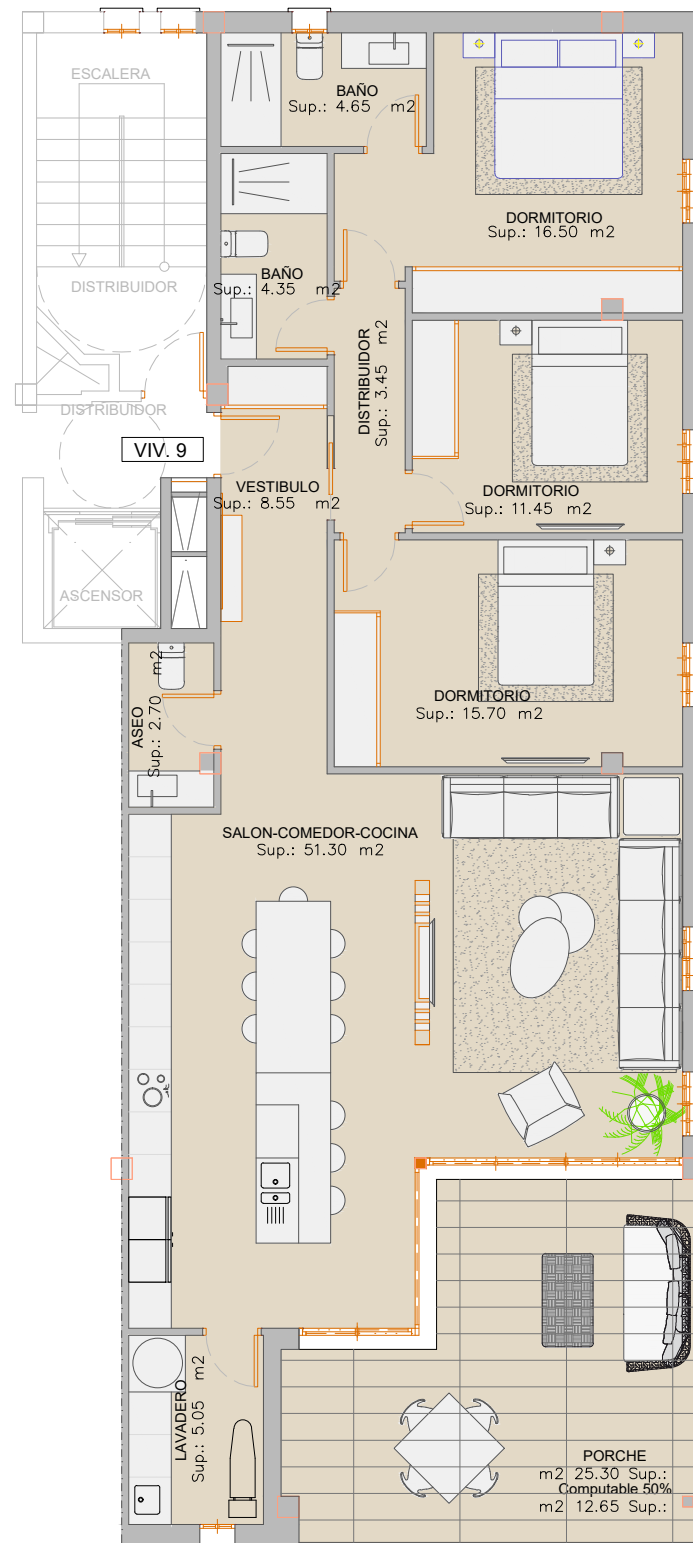 ESCALERA
BAÑO
Sup.: 4.65 m2
DORMITORIO
Sup.: 16.50 m2
BAÑO
Sup.: 4.35 m2
DISTRIBUIDOR
DISTRIBUIDOR
Sup.: 3.45 m2
DISTRIBUIDOR
VIV. 9
VESTIBULO
Sup.: 8.55 m2
DORMITORIO
Sup.: 11.45 m2
ASCENSOR
ASEO
Sup.: 2.70 m2
DORMITORIO
Sup.: 15.70 m2
SALON-COMEDOR-COCINA
Sup.: 51.30 m2
LAVADERO
Sup.: 5.05 m2
PORCHE
m2 25.30 Sup.:
Computable 50%
m2 12.65 Sup.: